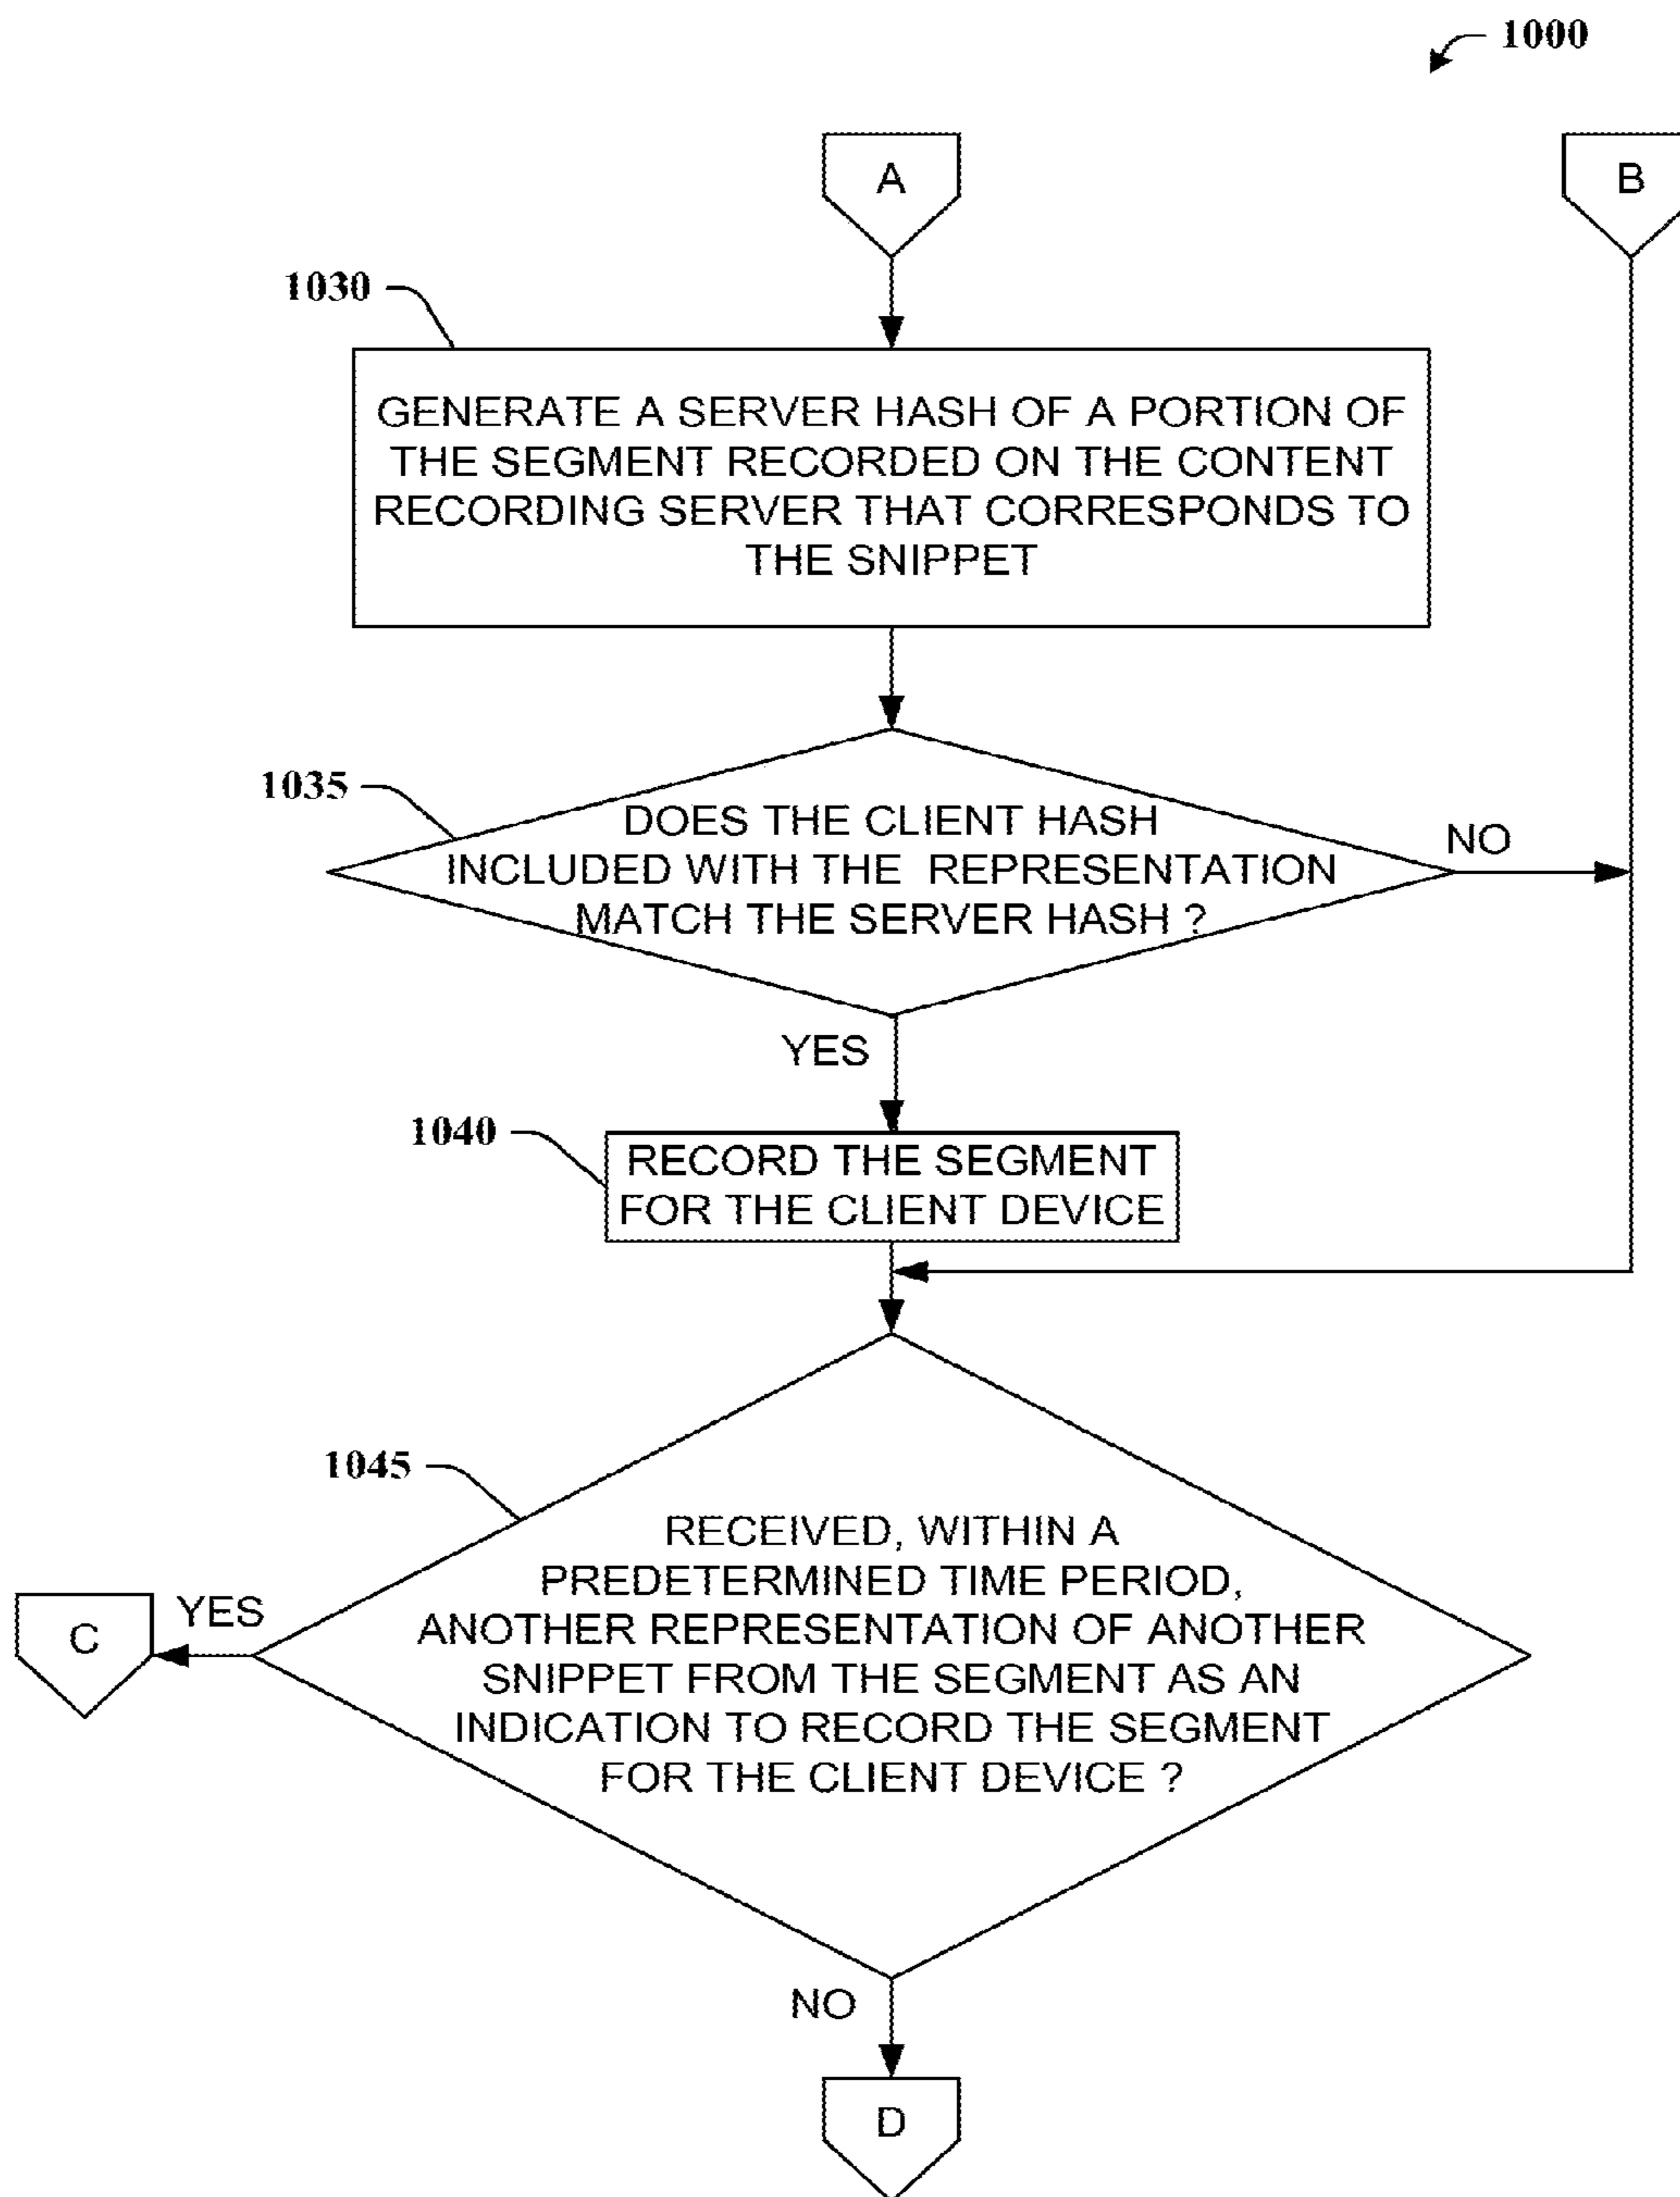 1000
A
B
1030
GENERATE A SERVER HASH OF A PORTION OF
THE SEGMENT RECORDED ON THE CONTENT
RECORDING SERVER THAT CORRESPONDS TO
THE SNIPPET
1035
DOES THE CLIENT HASH
INCLUDED WITH THE REPRESENTATION
MATCH THE SERVER HASH ?
NO
YES
1040
RECORD THE SEGMENT
FOR THE CLIENT DEVICE
1045
RECEIVED, WITHIN A
PREDETERMINED TIME PERIOD,
ANOTHER REPRESENTATION OF ANOTHER
SNIPPET FROM THE SEGMENT AS AN
INDICATION TO RECORD THE SEGMENT
FOR THE CLIENT DEVICE ?
YES
C
NO
D